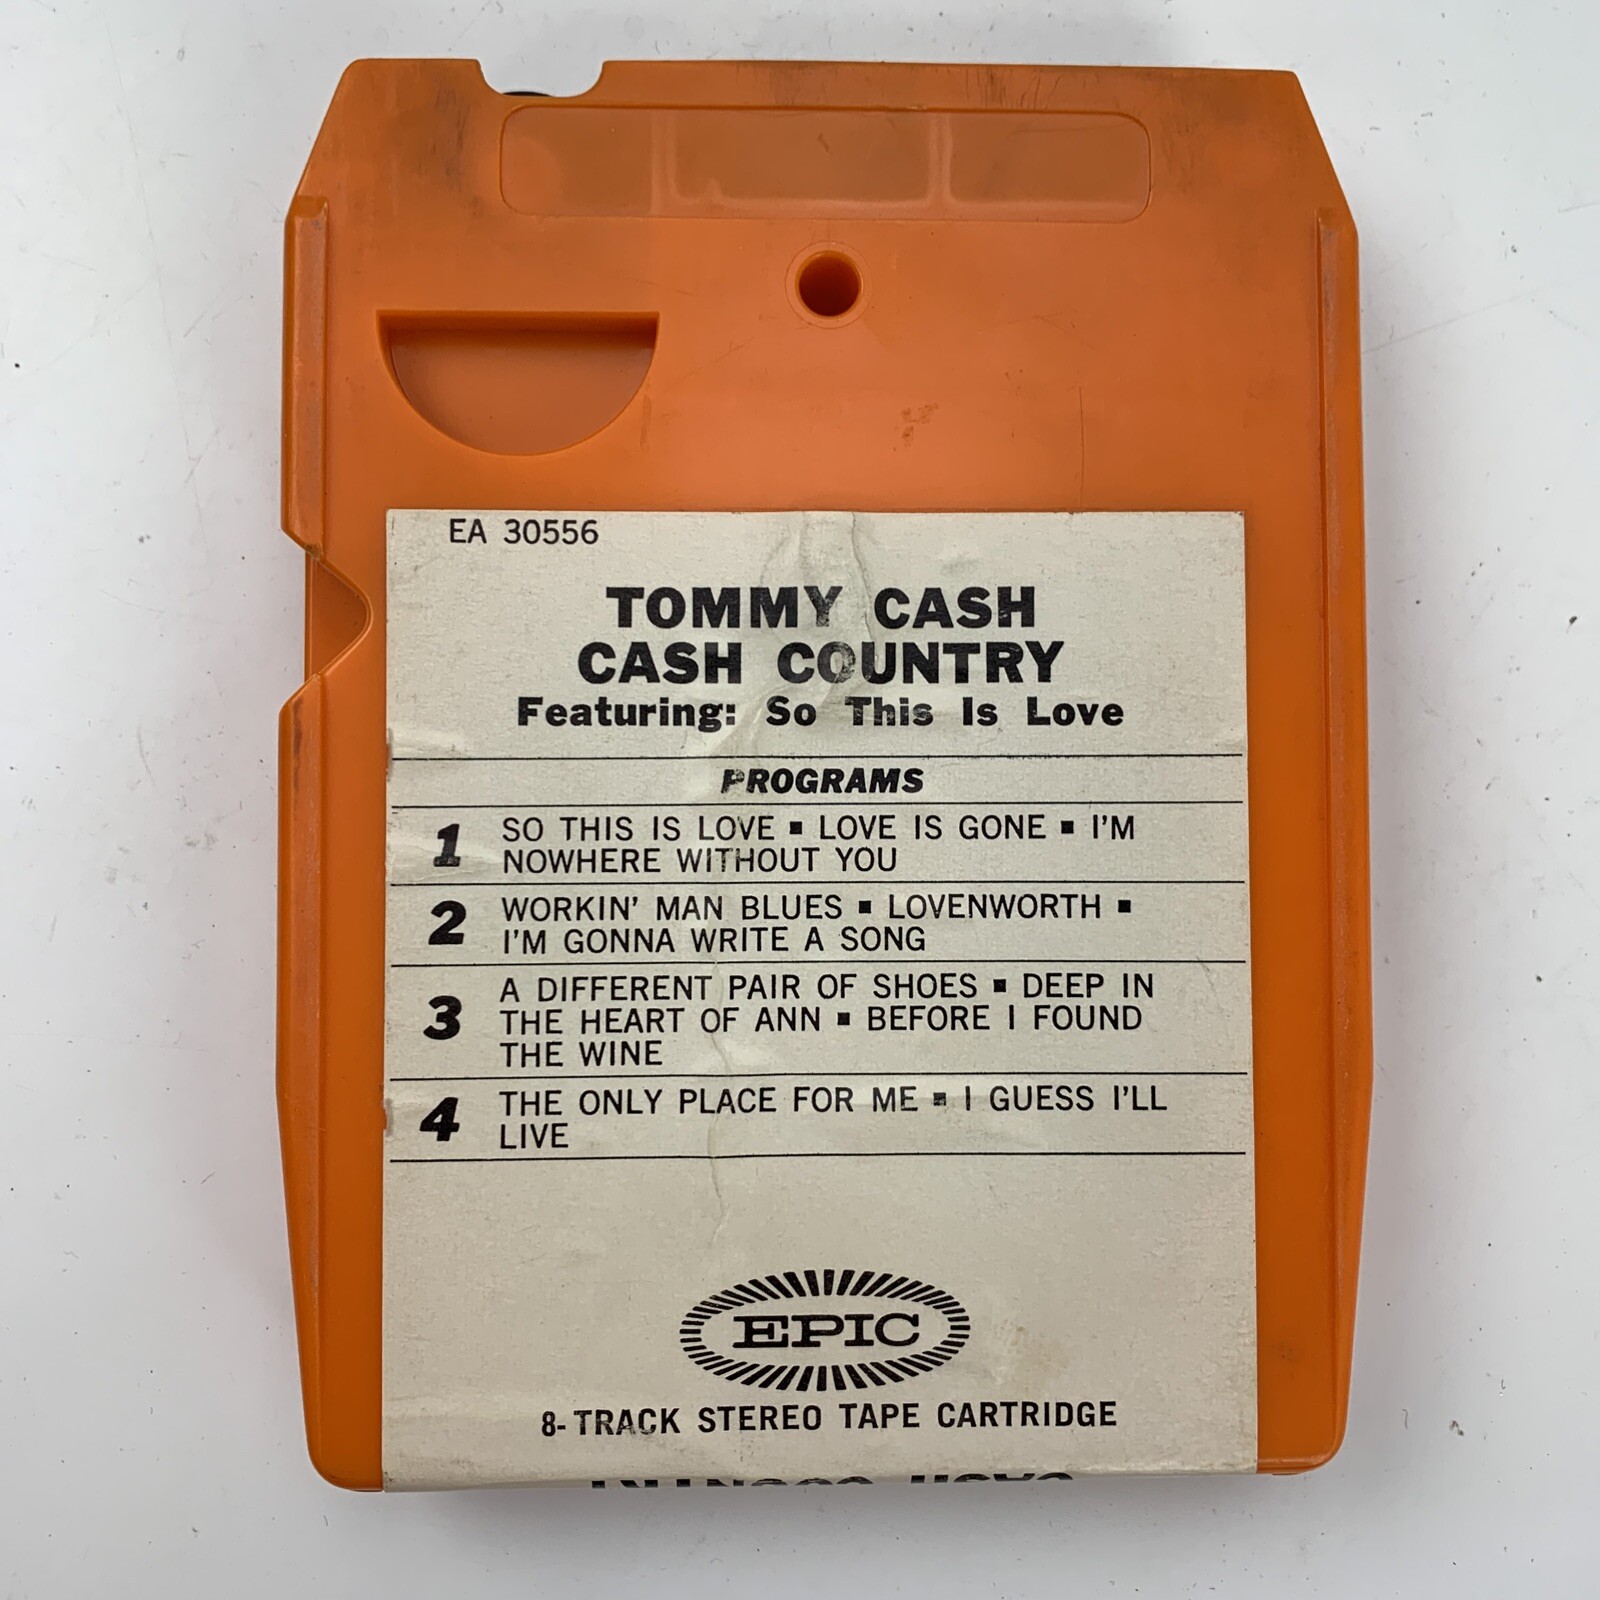 EA 30556
TOMMY CASH
CASH COUNTRY
Featuring: So This Is Love
PROGRAMS
1 SO THIS IS LOVE ▪ LOVE IS GONE ▪ I'M
NOWHERE WITHOUT YOU
2 WORKIN' MAN BLUES ▪ LOVENWORTH ▪
I'M GONNA WRITE A SONG
3 A DIFFERENT PAIR OF SHOES ▪ DEEP IN
THE HEART OF ANN ▪ BEFORE I FOUND
THE WINE
4 THE ONLY PLACE FOR ME ▪ I GUESS I'LL
LIVE
EPIC
8-TRACK STEREO TAPE CARTRIDGE
CASH COUNTRY